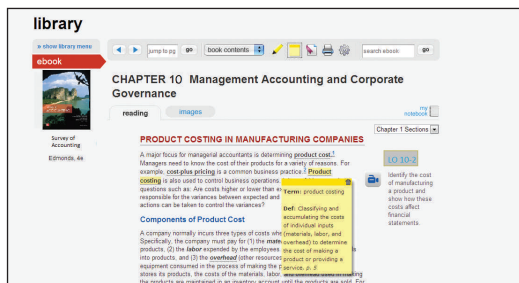 library
» show library menu
ebook
jump to pg
go
book contents
search ebook
go
CHAPTER 10 Management Accounting and Corporate
Governance
reading
images
my
notebook
Chapter 1 Sections
Survey of
Accounting
Edmonds, 4e
PRODUCT COSTING IN MANUFACTURING COMPANIES
A major focus for managerial accountants is determining product cost.1
Managers need to know the cost of their products for a variety of reasons. For
example, cost-plus pricing is a common business practice.2 Product
costing is also used to control business operations.
questions such as: Are costs higher or lower than ex
responsible for the variances between expected and
actions can be taken to control the variances?
Components of Product Cost
A company normally incurs three types of costs whe
Specifically, the company must pay for (1) the mate
products, (2) the labor expended by the employees
into products, and (3) the overhead (other resources
equipment consumed in the process of making the p
stores its products, the costs of the materials, labor, and overhead used in making
the products are maintained in an inventory account until the products are sold. For
Term: product costing
Def: Classifying and
accumulating the costs
of individual inputs
(materials, labor, and
overhead) to determine
the cost of making a
product or providing a
service, p. 5
LO 10-2
Identify the cost
of manufacturing
a product and
show how these
costs affect
financial
statements.